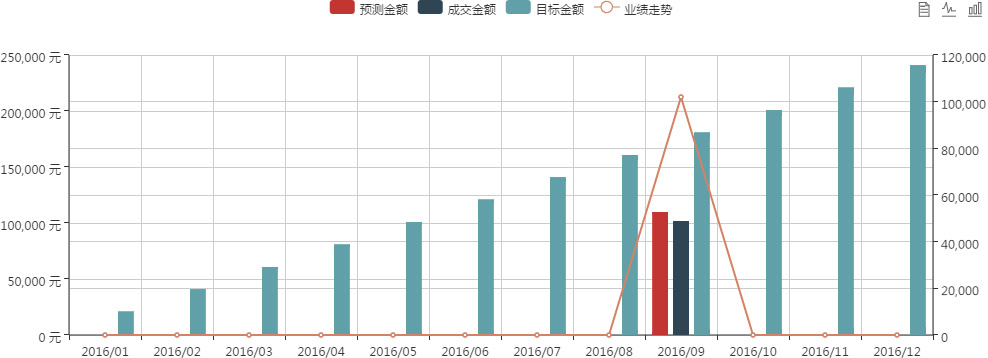 预测金额 成交金额 目标金额 业绩走势
250,000 元 120,000
200,000 元 100,000
150,000 元 80,000
100,000 元 60,000
50,000 元 40,000
0 元 20,000
0
2016/01 2016/02 2016/03 2016/04 2016/05 2016/06 2016/07 2016/08 2016/09 2016/10 2016/11 2016/12